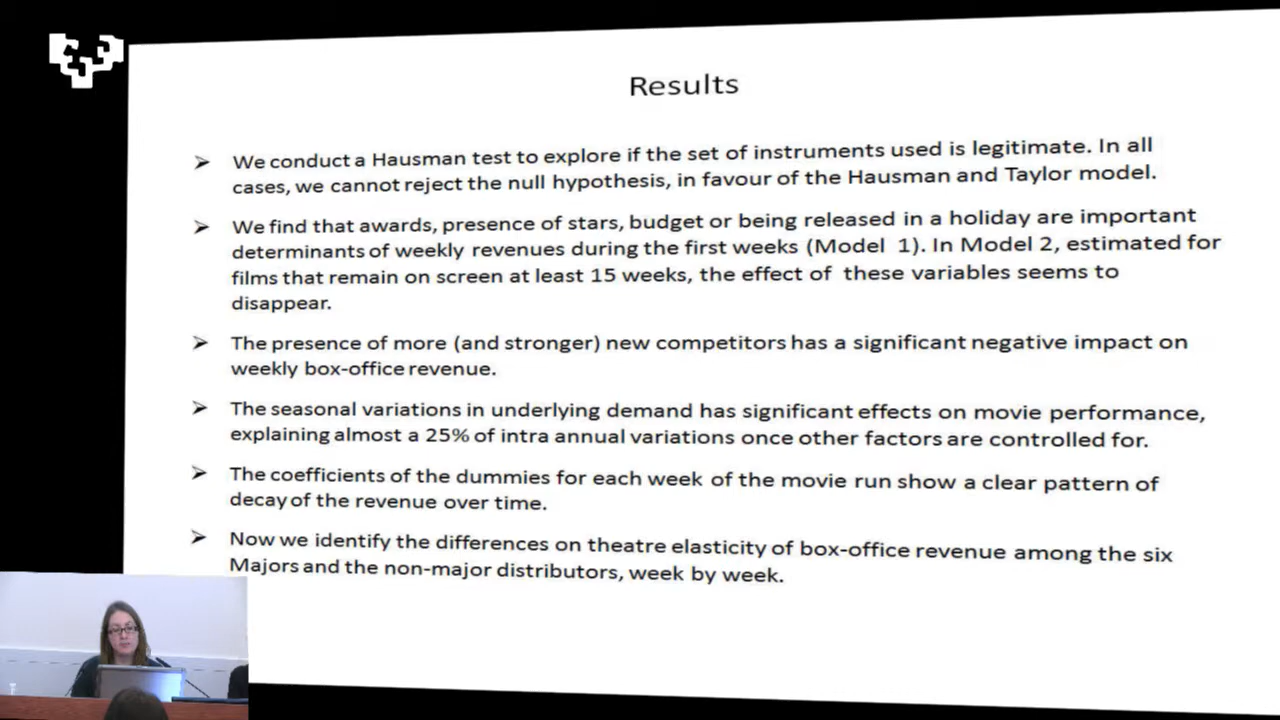 Results
We conduct a Hausman test to explore if the set of instruments used is legitimate. In all
cases, we cannot reject the null hypothesis, in favour of the Hausman and Taylor model.
We find that awards, presence of stars, budget or being released in a holiday are important
determinants of weekly revenues during the first weeks (Model 1). In Model 2, estimated for
films that remain on screen at least 15 weeks, the effect of these variables seems to
disappear.
The presence of more (and stronger) new competitors has a significant negative impact on
weekly box-office revenue.
The seasonal variations in underlying demand has significant effects on movie performance,
explaining almost a 25% of intra annual variations once other factors are controlled for.
The coefficients of the dummies for each week of the movie run show a clear pattern of
decay of the revenue over time.
Now we identify the differences on theatre elasticity of box-office revenue among the six
Majors and the non-major distributors, week by week.